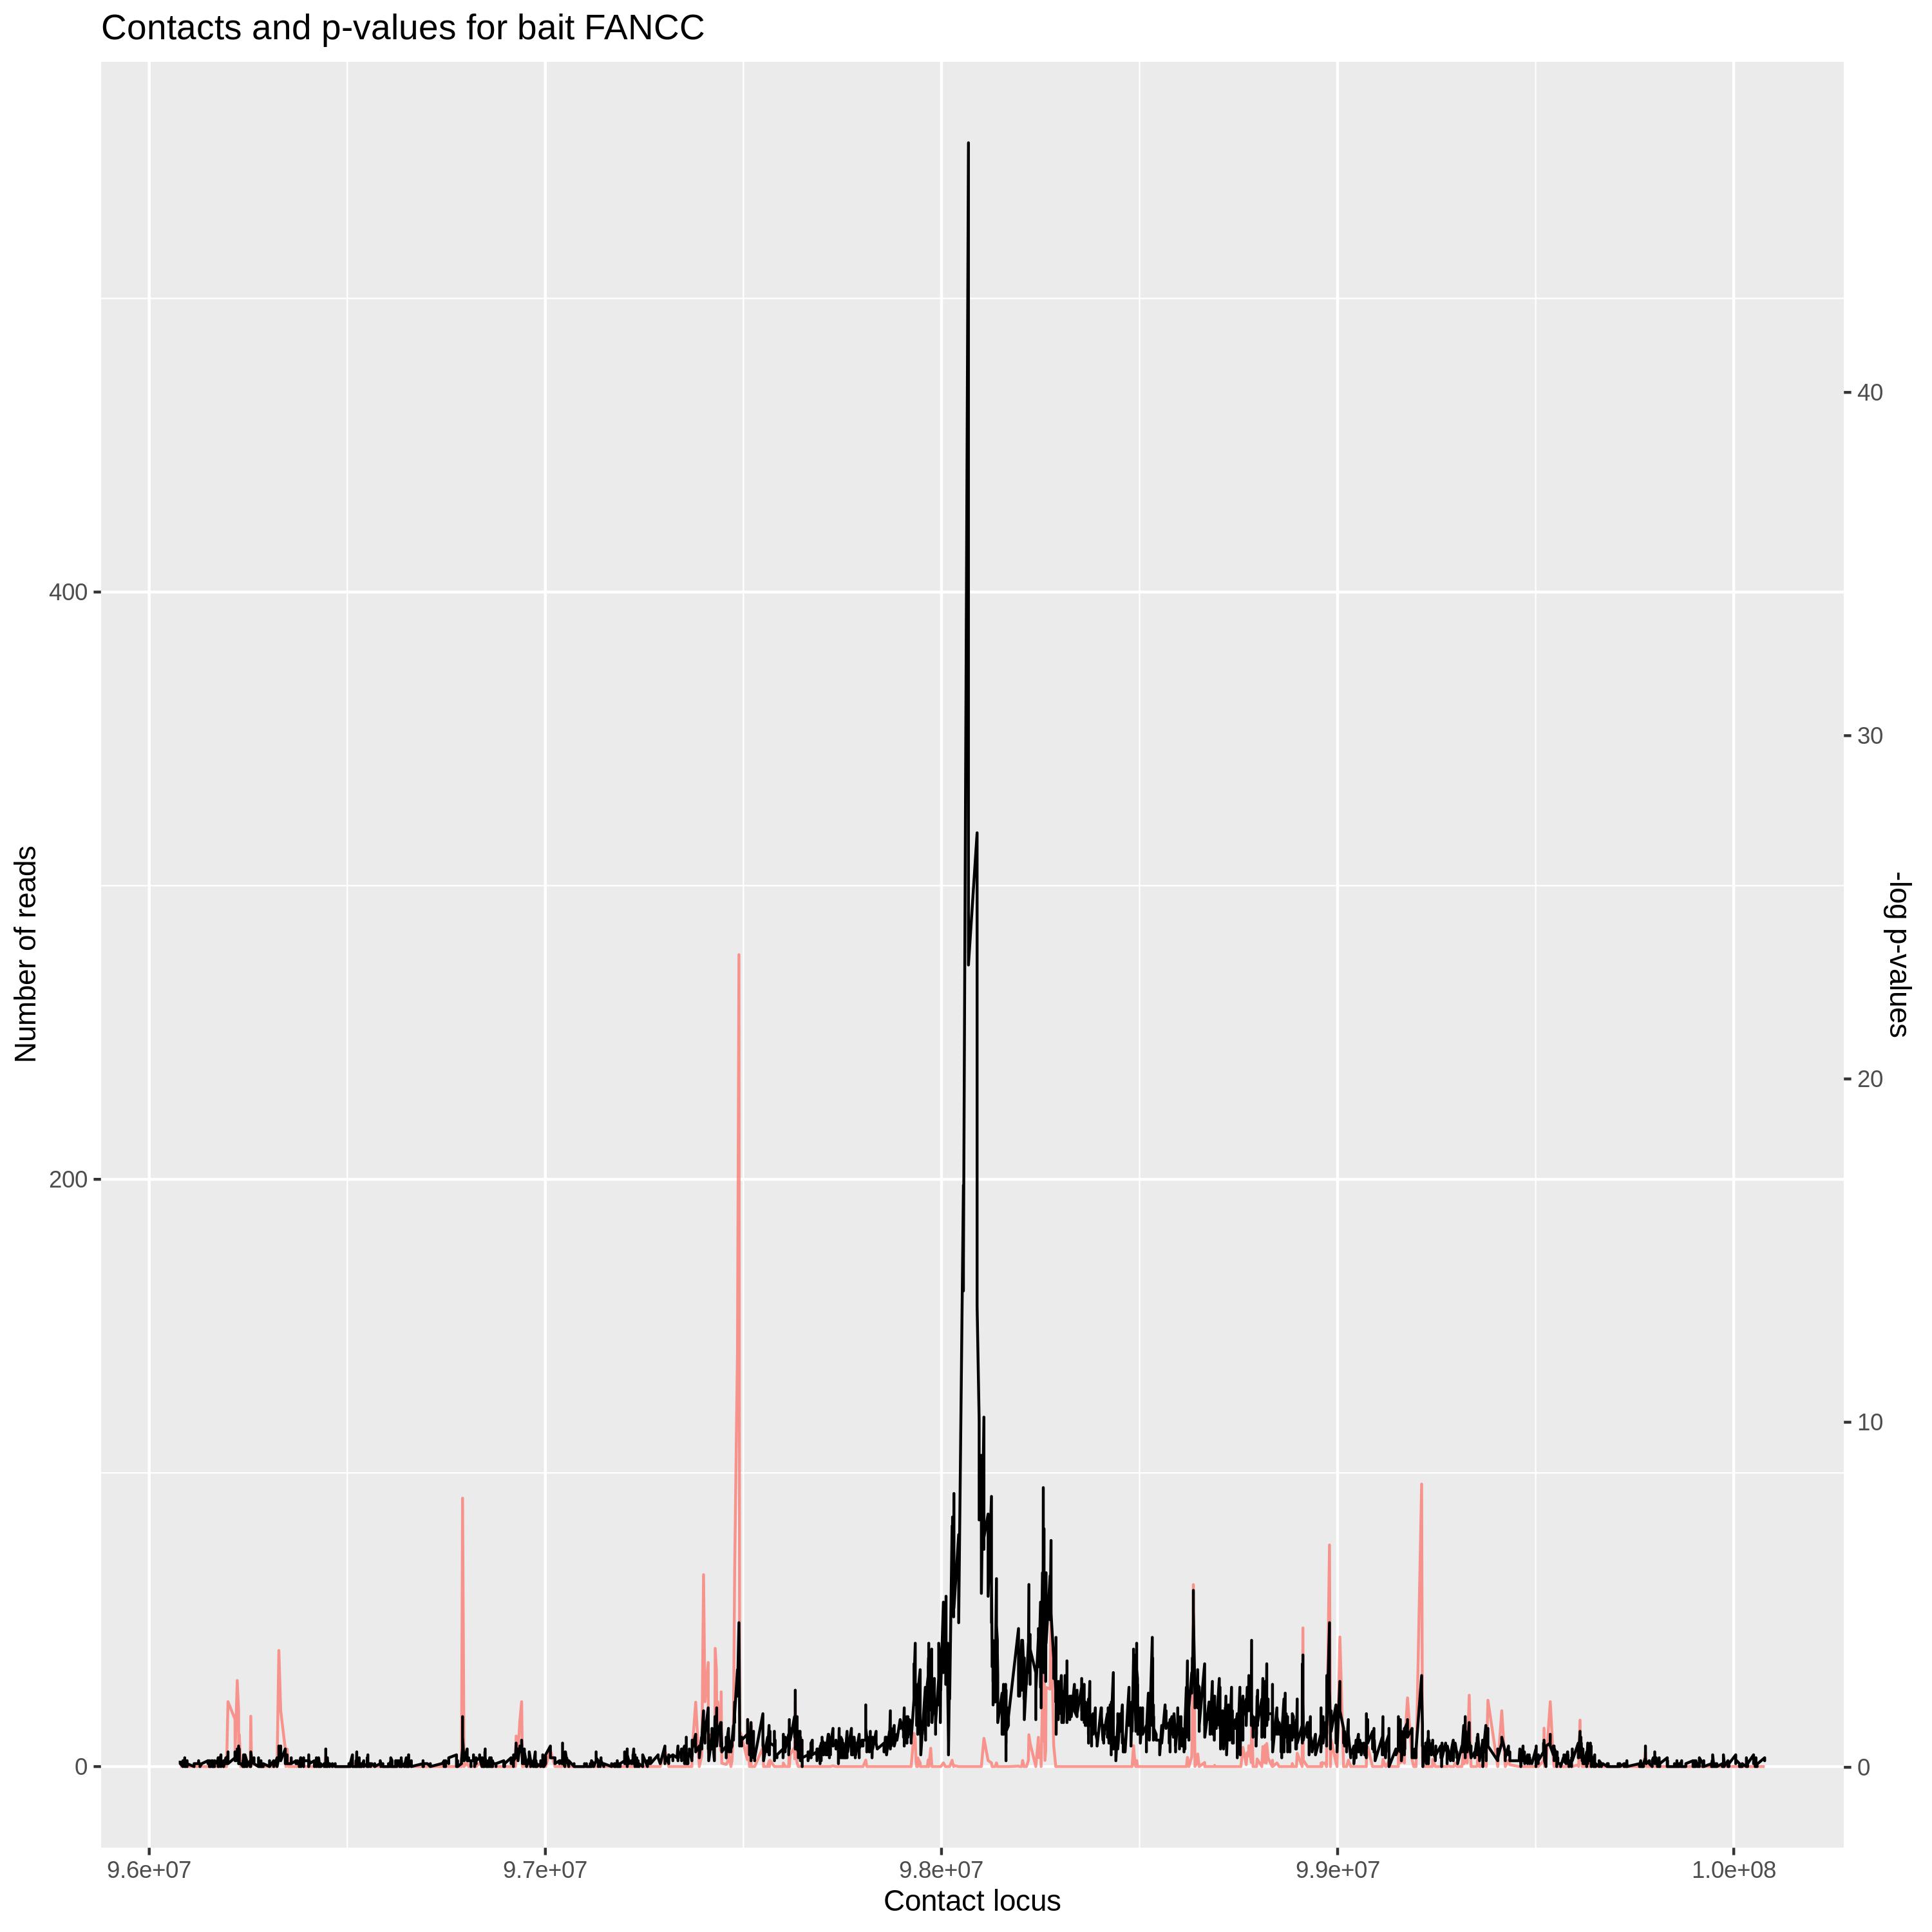 Contacts and p-values for bait FANCC
Number of reads
400
200
0
40
30
20
10
0
-log p-values
9.6e+07
9.7e+07
9.8e+07
9.9e+07
1.0e+08
Contact locus